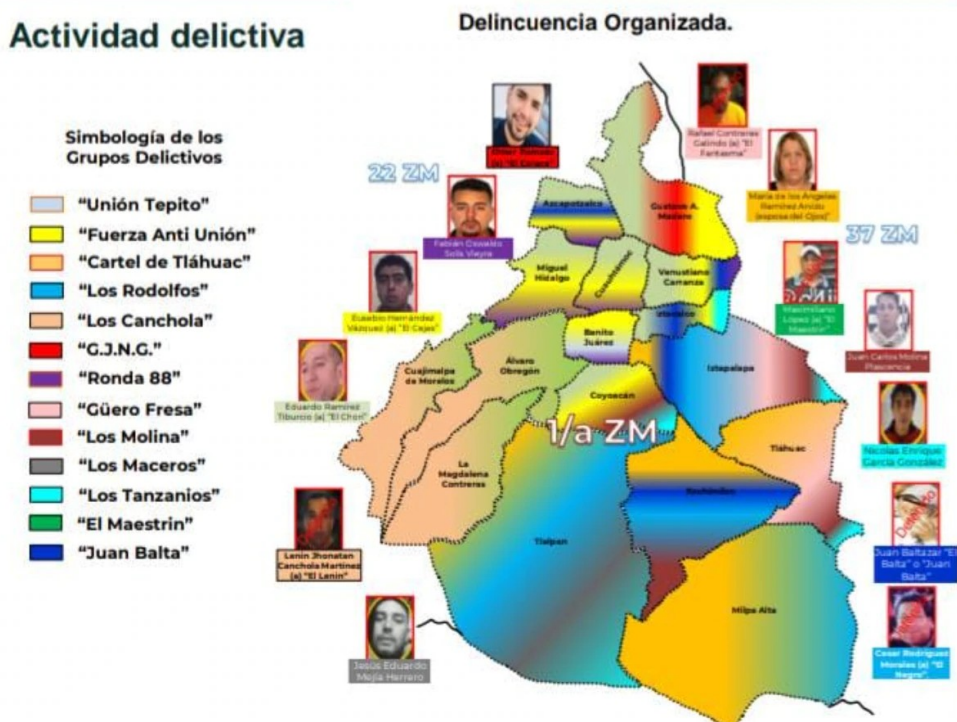 Actividad delictiva
Delincuencia Organizada.
Simbología de los
Grupos Delictivos
"Unión Tepito"
"Fuerza Anti Unión"
"Cartel de Tláhuac"
"Los Rodolfos"
"Los Canchola"
"G.J.N.G."
"Ronda 88"
"Güero Fresa"
"Los Molina"
"Los Maceros"
"Los Tanzanios"
"El Maestrin"
"Juan Balta"
22 ZM
37 ZM
1/a ZM
Rafael Contreras
Galindo (a) "El
Fantasma"
María de los Angeles
Ramírez Arvizu
(esposa del Ojos)
Fabián Oswaldo
Solis Vieyra
Maximiliano
López (a) "El
Maestrin"
Eusebio Hernández
Vázquez (a) "El Cejas"
Juan Carlos Molina
Plascencia
Eduardo Ramírez
Tiburcio (a) "El Chori"
Nicolas Enrique
García González
Lenin Jhonatan
Canchola Martínez
(a) "El Lenin"
Juan Baltazar "El
Balta" o "Juan
Balta"
Jesús Eduardo
Mejía Herrero
Cesar Rodríguez
Morales (a) "El
Negro"
Azcapotzalco
Gustavo A.
Madero
Miguel
Hidalgo
Cuauhtémoc
Venustiano
Carranza
Iztacalco
Benito
Juárez
Cuajimalpa
de Morelos
Álvaro
Obregón
Coyoacán
Iztapalapa
La
Magdalena
Contreras
Tláhuac
Xochimilco
Tlalpan
Milpa Alta